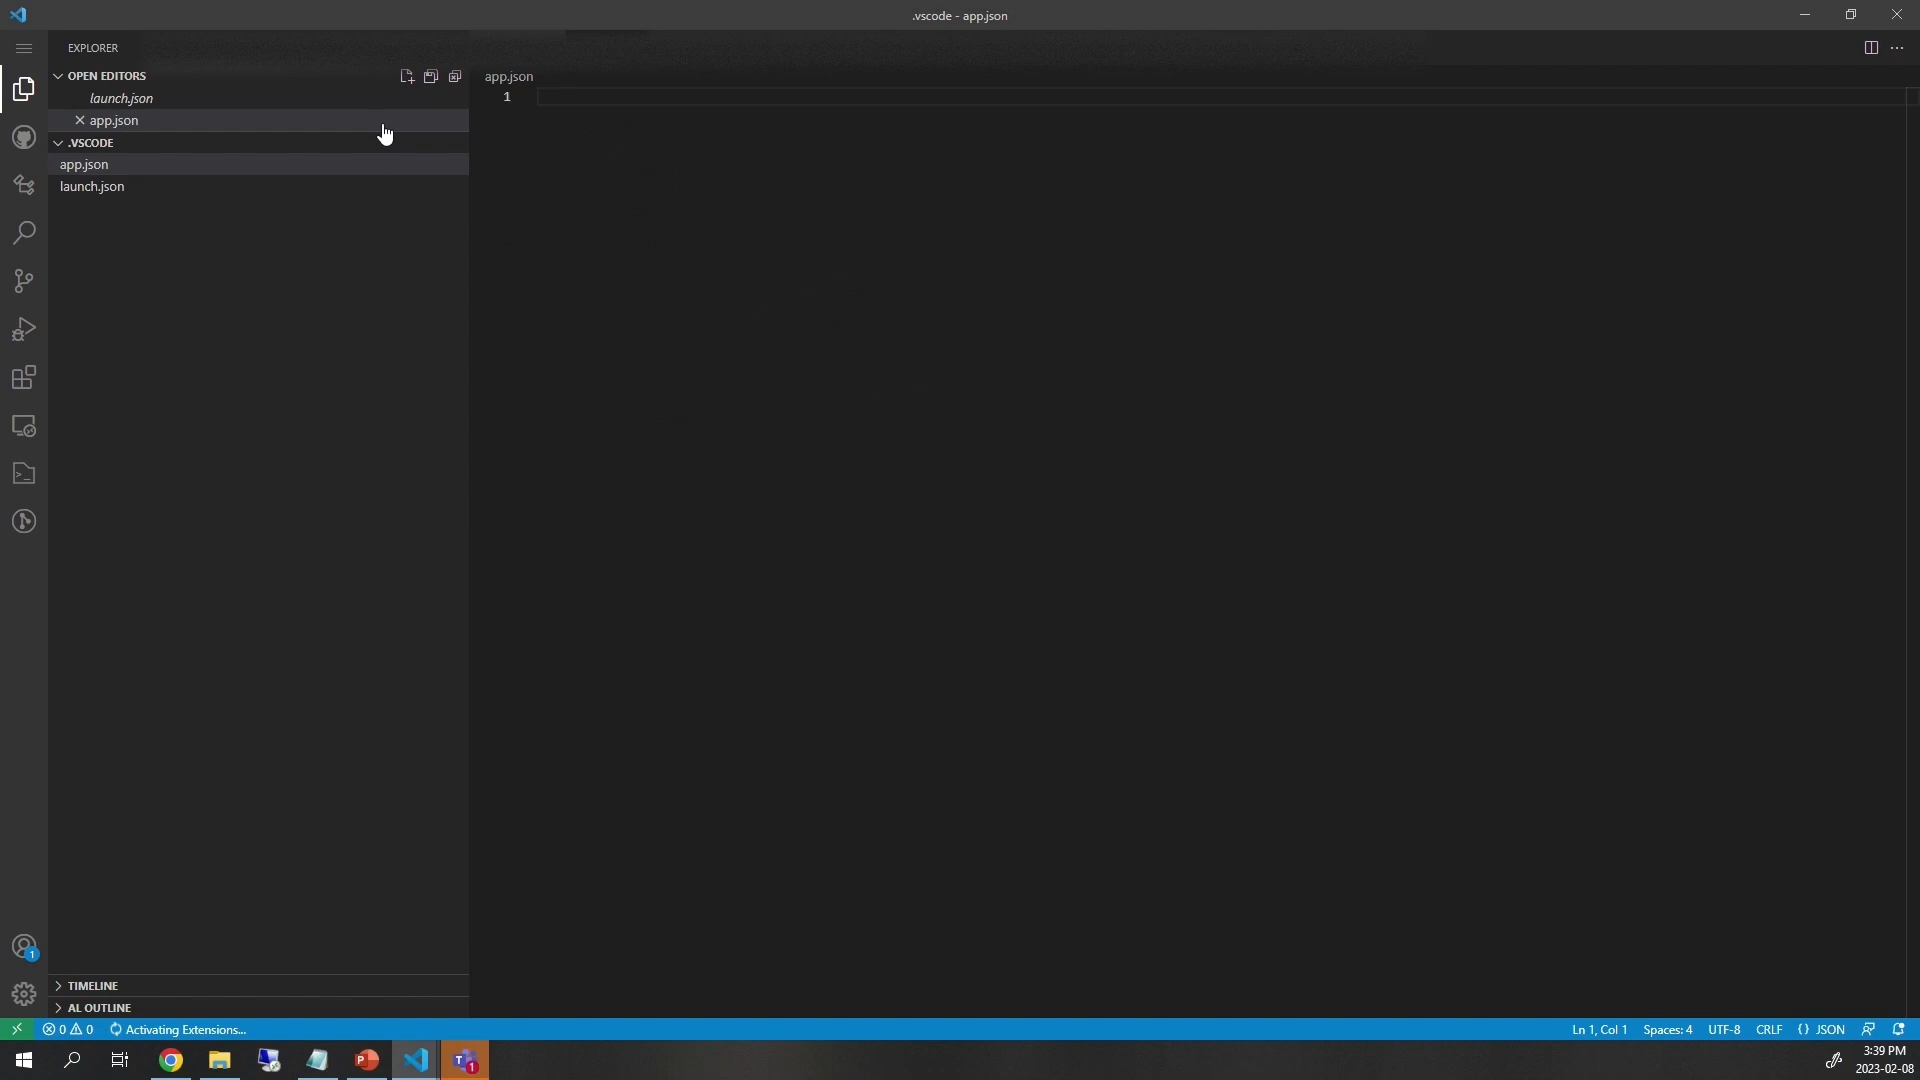 .vscode - app.json
EXPLORER
OPEN EDITORS
launch.json
app.json
.VSCODE
app.json
launch.json
app.json
1
1
TIMELINE
AL OUTLINE
0 0 Activating Extensions...
Ln 1, Col 1 Spaces: 4 UTF-8 CRLF {} JSON
P
T 1
3:39 PM
2023-02-08